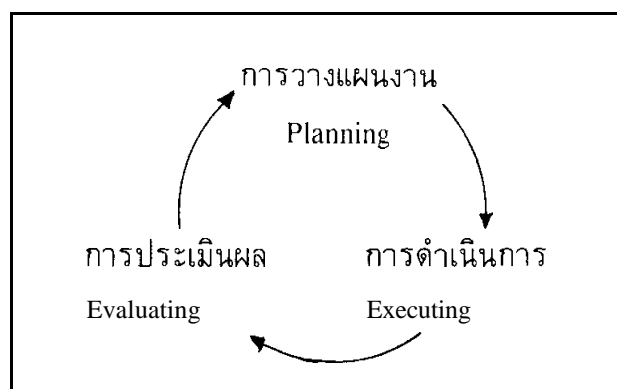 การวางแผนงาน
Planning
การประเมินผล
Evaluating
การดำเนินการ
Executing